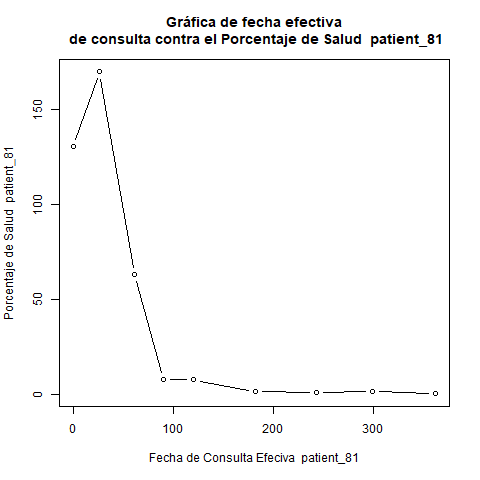 Gráfica de fecha efectiva
de consulta contra el Porcentaje de Salud patient_81
Porcentaje de Salud patient_81
150
100
50
0
0
100
200
300
Fecha de Consulta Efeciva patient_81